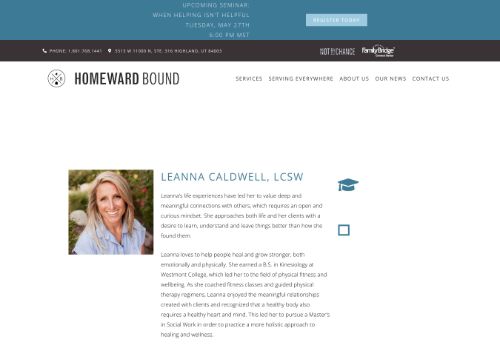 UPCOMING SEMINAR:
WHEN HELPING ISN'T HELPFUL
TUESDAY, MAY 27TH
6:00 PM MST
REGISTER TODAY
PHONE: 1.801.768.1441
5513 W 11000 N, STE. 316 HIGHLAND, UT 84003
NOT BY CHANCE
FamilyBridge
HOMEWARD BOUND
SERVICES SERVING EVERYWHERE ABOUT US OUR NEWS CONTACT US
LEANNA CALDWELL, LCSW
Leanna's life experiences have led her to value deep and
meaningful connections with others, which requires an open and
curious mindset. She approaches both life and her clients with a
desire to learn, understand and leave things better than how she
found them.
Leanna loves to help people heal and grow stronger, both
emotionally and physically. She earned a B.S. in Kinesiology at
Westmont College, which led her to the field of physical fitness and
wellbeing. As she coached fitness classes and guided physical
therapy regimens, Leanna enjoyed the meaningful relationships
created with clients and recognized that a healthy body also
requires a healthy heart and mind. This led her to pursue a Master's
in Social Work in order to practice a more holistic approach to
healing and wellness.